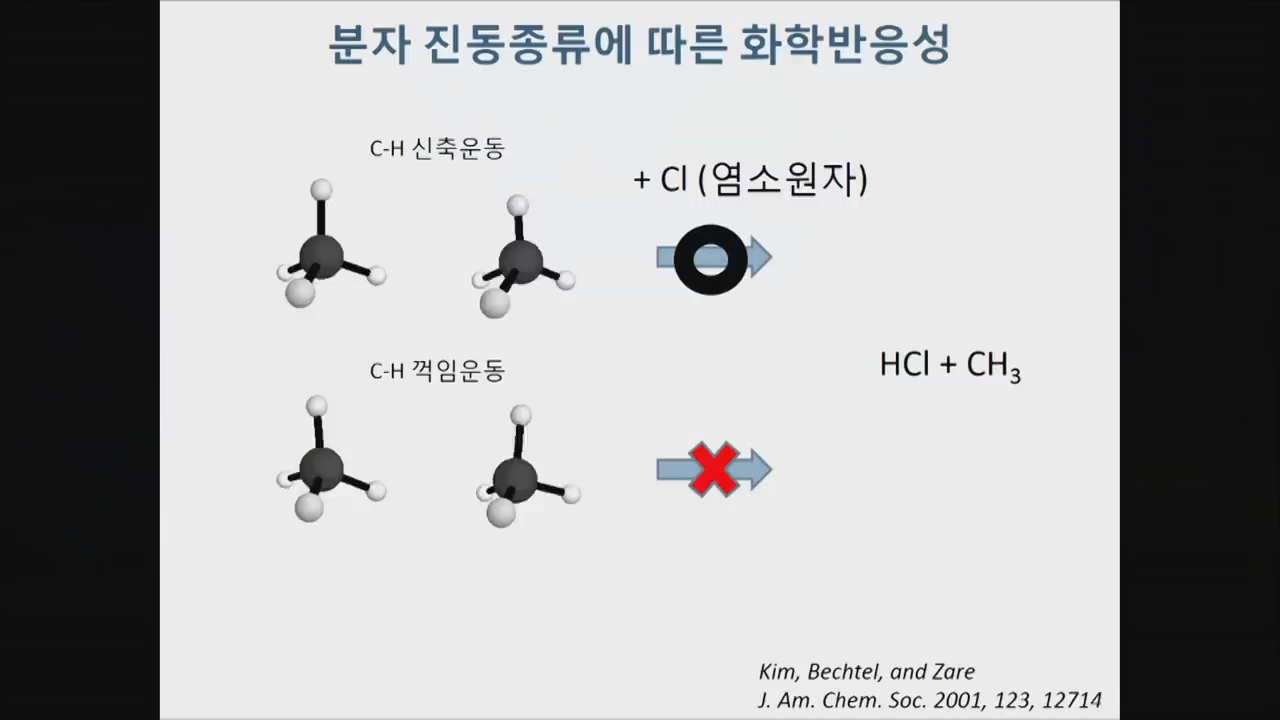 분자 진동종류에 따른 화학반응성
C-H 신축운동
+ Cl (염소원자)
C-H 꺽임운동
HCl + CH₃
Kim, Bechtel, and Zare
J. Am. Chem. Soc. 2001, 123, 12714